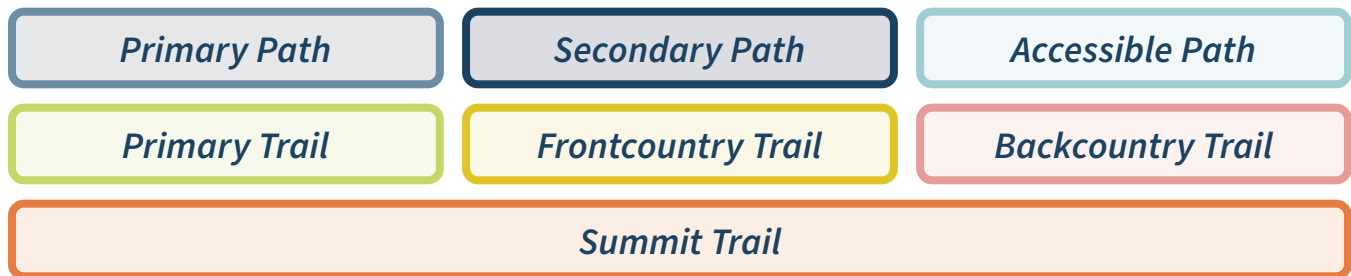 Primary Path
Secondary Path
Accessible Path
Primary Trail
Frontcountry Trail
Backcountry Trail
Summit Trail